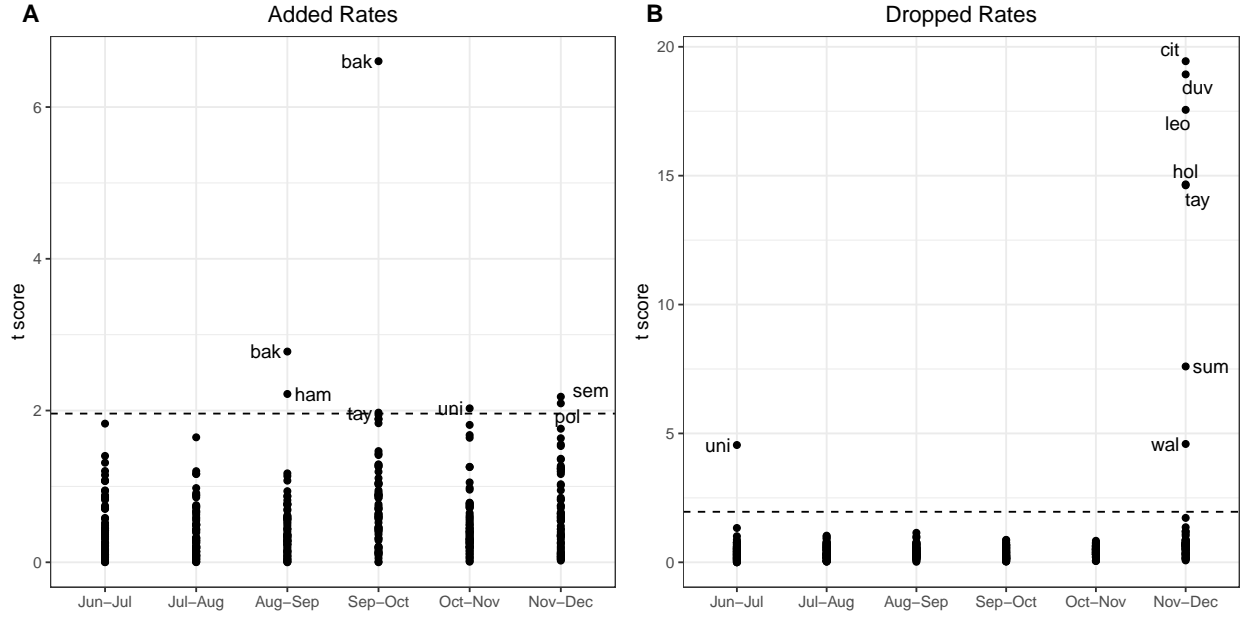 A
Added Rates
t score
6
4
2
0
bak
bak
ham
tay
uni
sem
pol
Jun–Jul
Jul–Aug
Aug–Sep
Sep–Oct
Oct–Nov
Nov–Dec
B
Dropped Rates
t score
20
15
10
5
0
cit
duv
leo
hol
tay
sum
uni
wal
Jun–Jul
Jul–Aug
Aug–Sep
Sep–Oct
Oct–Nov
Nov–Dec